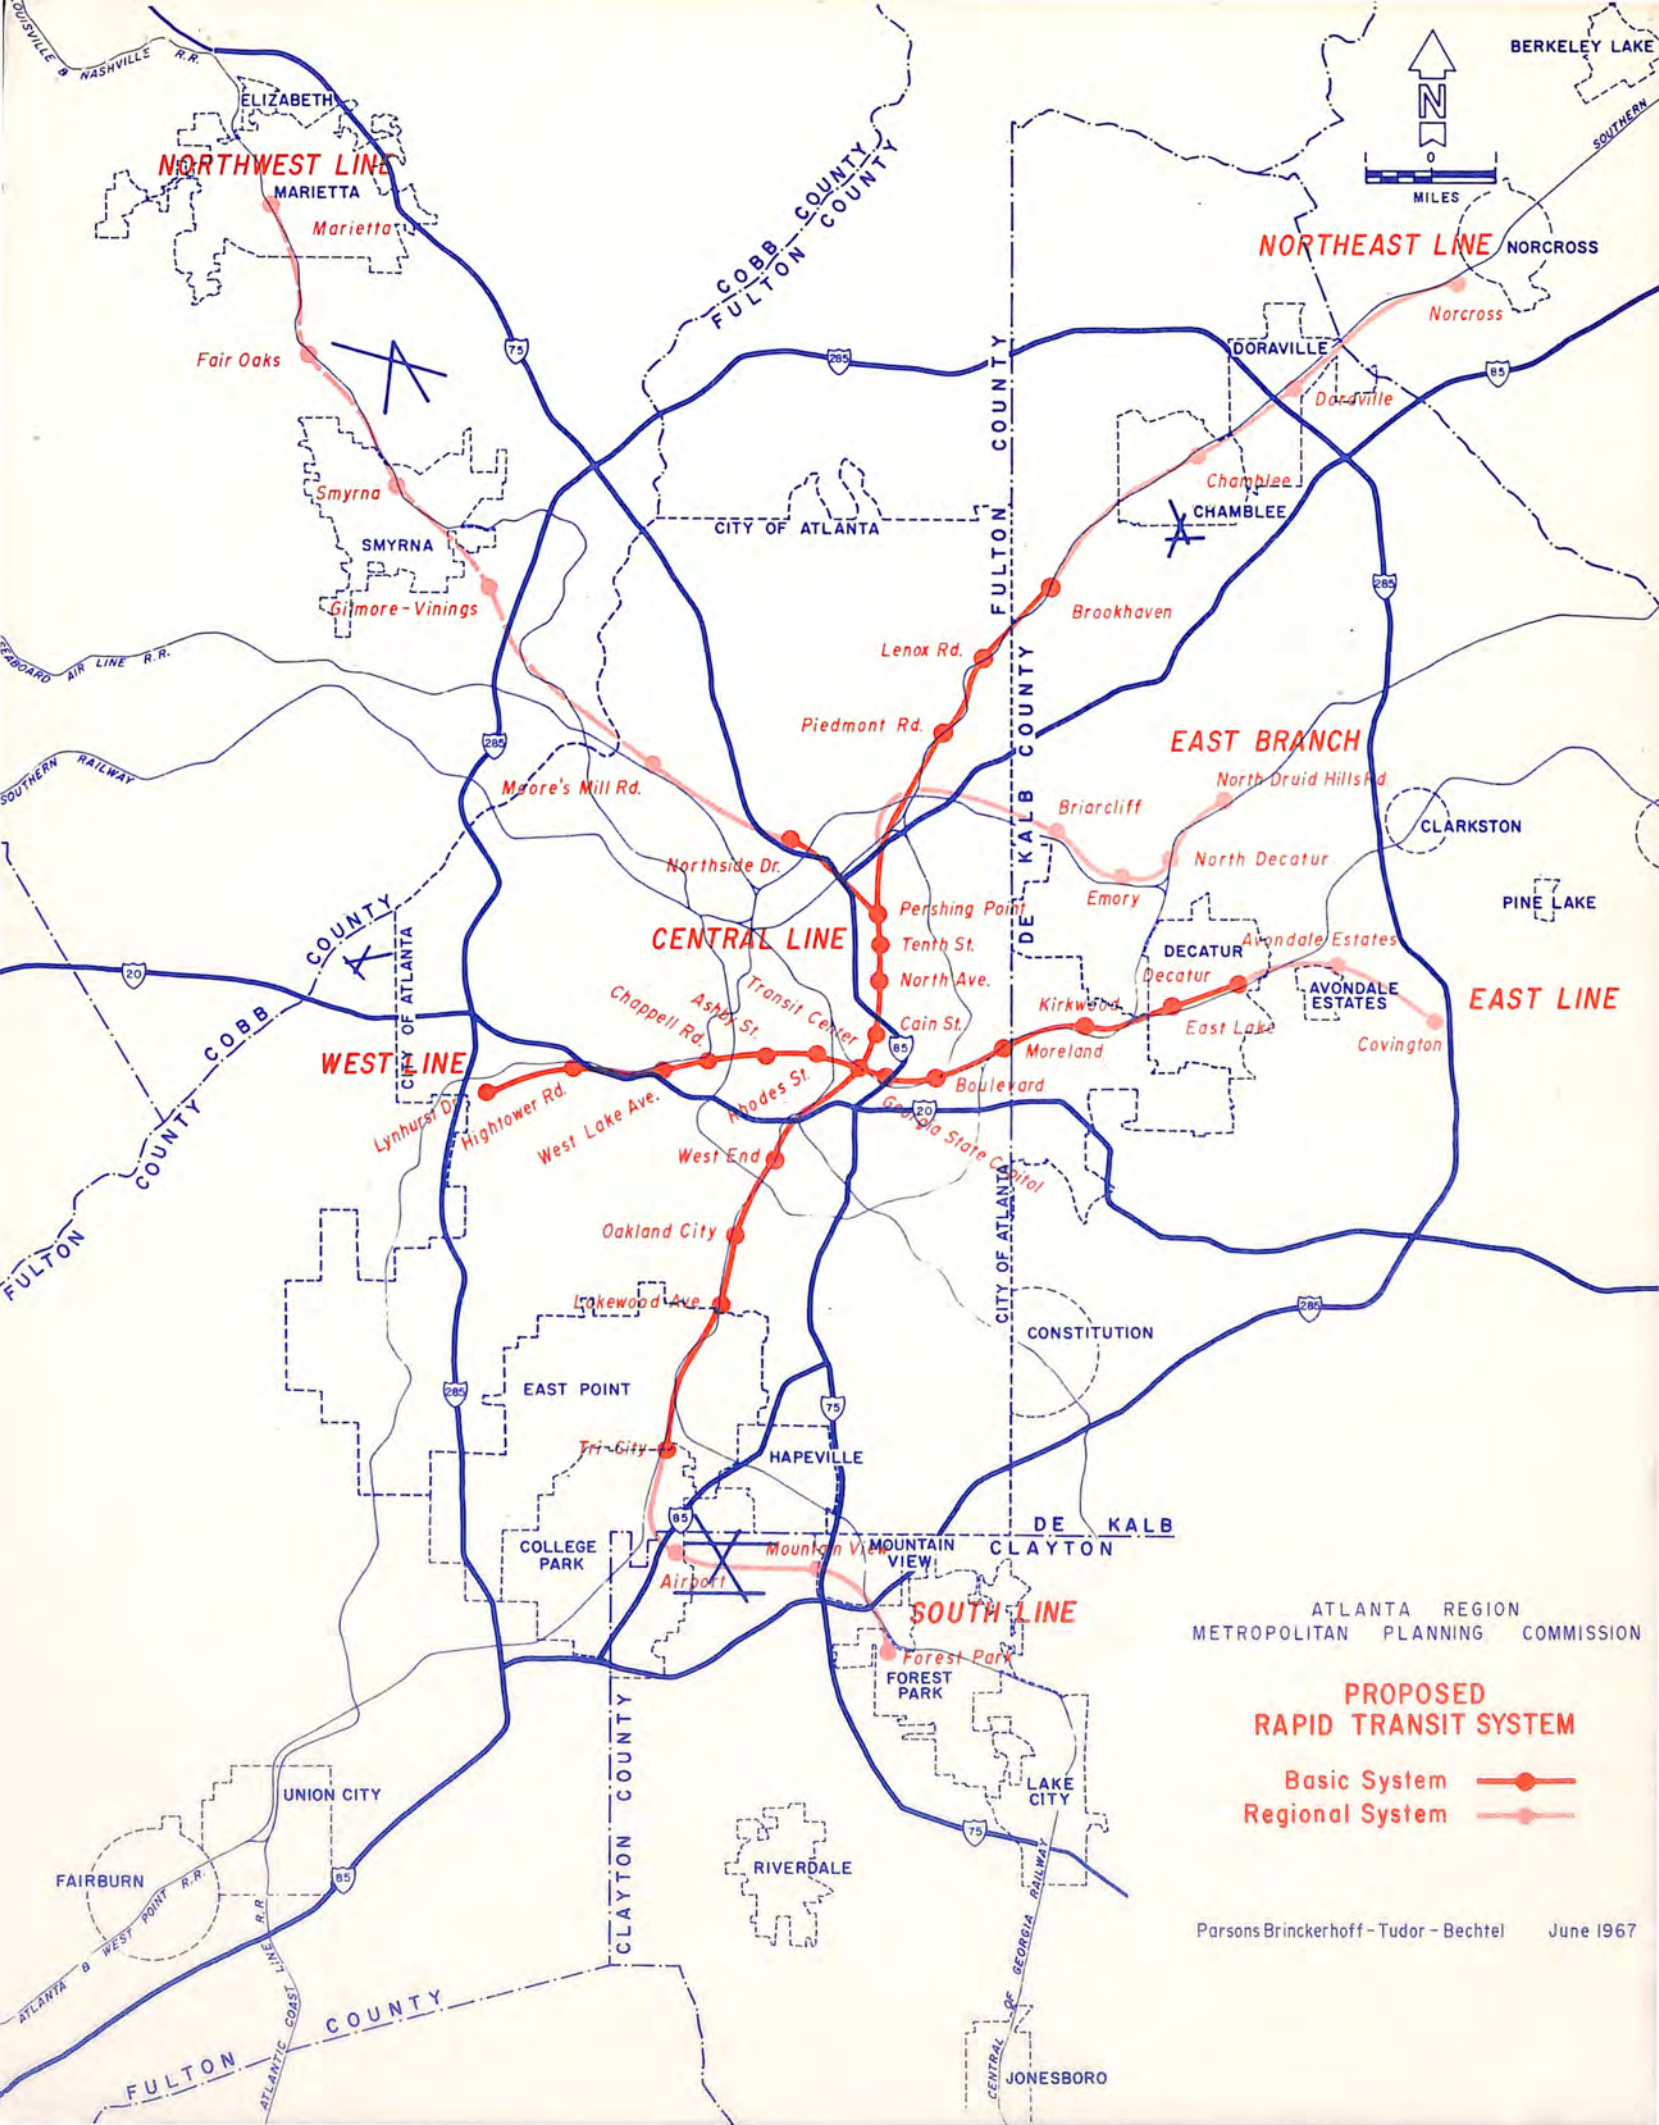 LOUISVILLE & NASHVILLE R.R.
BERKELEY LAKE
ELIZABETH
NORTHWEST LINE
MARIETTA
Marietta
COBB COUNTY
FULTON COUNTY
N
0
MILES
SOUTHERN
NORTHEAST LINE
NORCROSS
Norcross
75
285
Fair Oaks
DORAVILLE
Doraville
85
FULTON COUNTY
Smyrna
SMYRNA
CITY OF ATLANTA
Chamblee
CHAMBLEE
285
Gilmore-Vinings
Brookhaven
SEABOARD AIR LINE R.R.
Lenox Rd.
DE KALB COUNTY
Piedmont Rd.
285
EAST BRANCH
SOUTHERN RAILWAY
Moore's Mill Rd.
North Druid Hills Rd.
Briarcliff
CLARKSTON
Northside Dr.
North Decatur
Emory
PINE LAKE
Pershing Point
CENTRAL LINE
Tenth St.
DECATUR
Avondale Estates
COBB COUNTY
FULTON COUNTY
CITY OF ATLANTA
20
North Ave.
Decatur
AVONDALE
ESTATES
EAST LINE
Transit Center
Ashby St.
Chappell Rd.
Cain St.
Kirkwood
East Lake
85
Moreland
Covington
WEST LINE
Boulevard
Rhodes St.
Lynhurst Dr.
Hightower Rd.
West Lake Ave.
20
Georgia State Capitol
West End
CITY OF ATLANTA
Oakland City
Lakewood Ave.
285
CONSTITUTION
285
EAST POINT
75
Tri-City
HAPEVILLE
85
DE KALB
CLAYTON
COLLEGE
PARK
Mountain View
MOUNTAIN
VIEW
Airport
SOUTH LINE
Forest Park
FOREST
PARK
ATLANTA REGION
METROPOLITAN PLANNING COMMISSION
PROPOSED
RAPID TRANSIT SYSTEM
Basic System
Regional System
CLAYTON COUNTY
UNION CITY
LAKE
CITY
75
RIVERDALE
FAIRBURN
85
ATLANTA & WEST POINT R.R.
ATLANTIC COAST LINE R.R
CENTRAL OF GEORGIA RAILWAY
Parsons Brinckerhoff-Tudor-Bechtel June 1967
FULTON COUNTY
JONESBORO